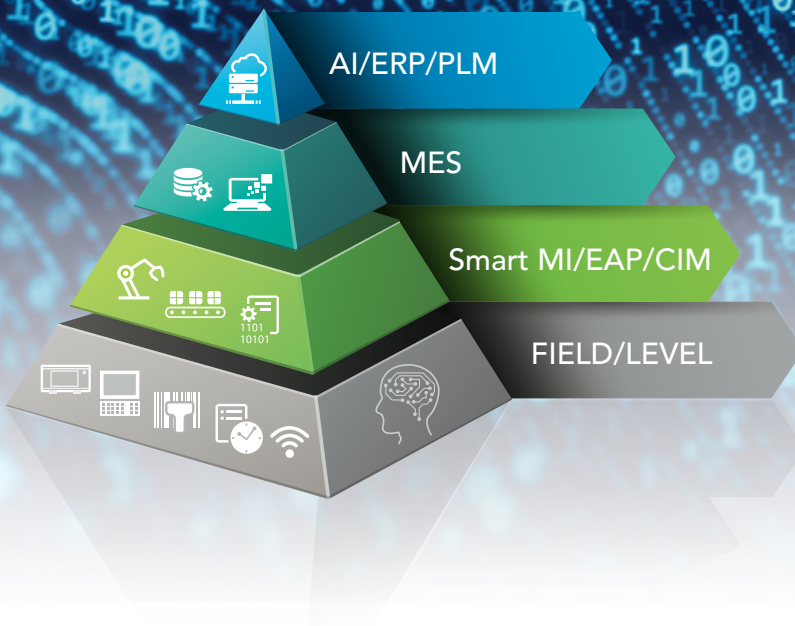 AI/ERP/PLM
MES
Smart MI/EAP/CIM
1101
10101
FIELD/LEVEL